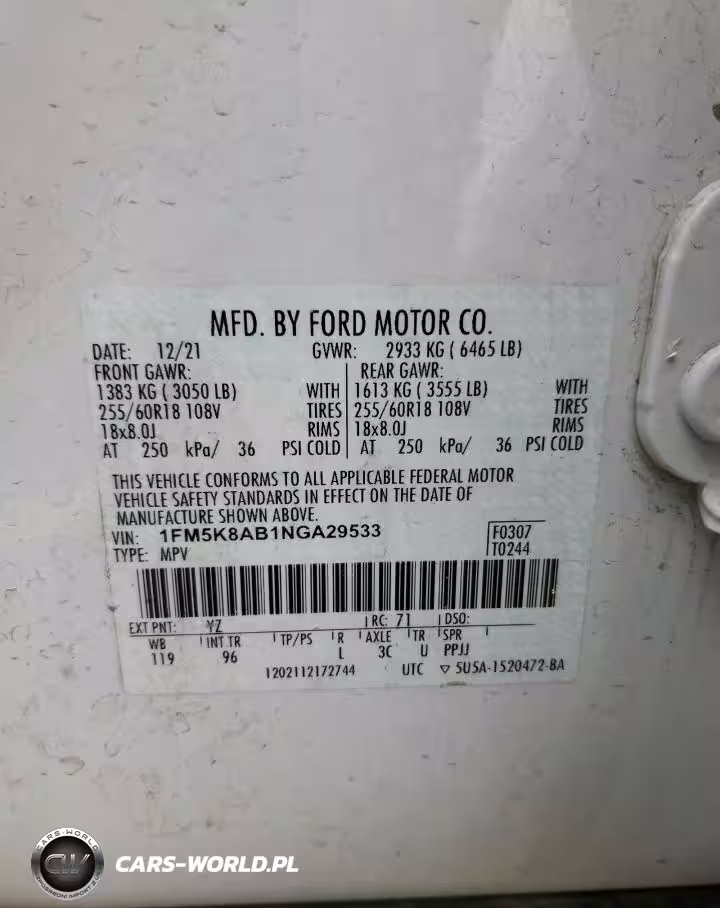 MFD. BY FORD MOTOR CO.
DATE: 12/21 GVWR: 2933 KG ( 6465 LB)
FRONT GAWR: REAR GAWR:
1383 KG ( 3050 LB) WITH 1613 KG ( 3555 LB) WITH
255/60R18 108V TIRES 255/60R18 108V TIRES
18x8.0J RIMS 18x8.0J RIMS
AT 250 kPa/ 36 PSI COLD AT 250 kPa/ 36 PSI COLD
THIS VEHICLE CONFORMS TO ALL APPLICABLE FEDERAL MOTOR
VEHICLE SAFETY STANDARDS IN EFFECT ON THE DATE OF
MANUFACTURE SHOWN ABOVE.
VIN: 1FM5K8AB1NGA29533 F0307
TYPE: MPV T0244
EXT PNT: YZ RC: 71 DSO:
WB INT TR TP/PS R AXLE TR SPR
119 96 L 3C U PPJJ
1202112172744 UTC ▽ 5U5A-1520472-BA
CARS-WORLD
CW
CARS-WORLD.PL